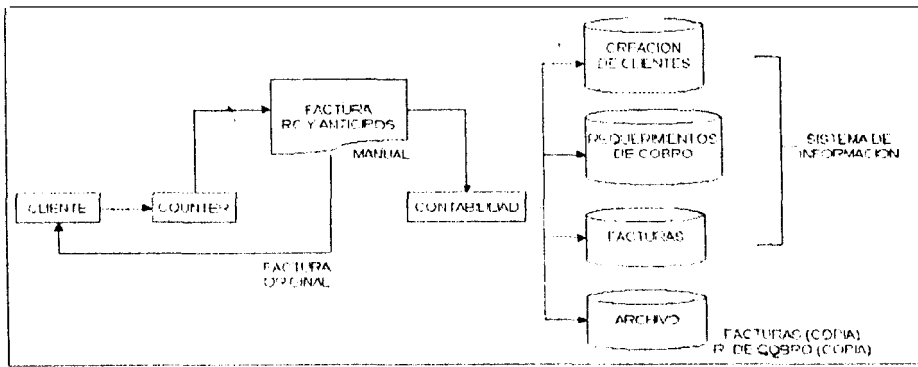 CREACION
DE CLIENTES
FACTURA
RC Y ANTICIPOS
MANUAL
REQUERIMIENTOS
DE COBRO
SISTEMA DE
INFORMACION
CLIENTE
COUNTER
CONTABILIDAD
FACTURAS
FACTURA
ORIGINAL
ARCHIVO
FACTURAS (COPIA)
R. DE COBRO (COPIA)